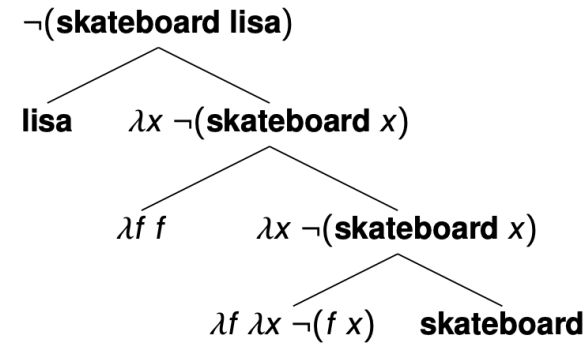 ¬(skateboard lisa)
lisa λx ¬(skateboard x)
λf f λx ¬(skateboard x)
λf λx ¬(f x) skateboard